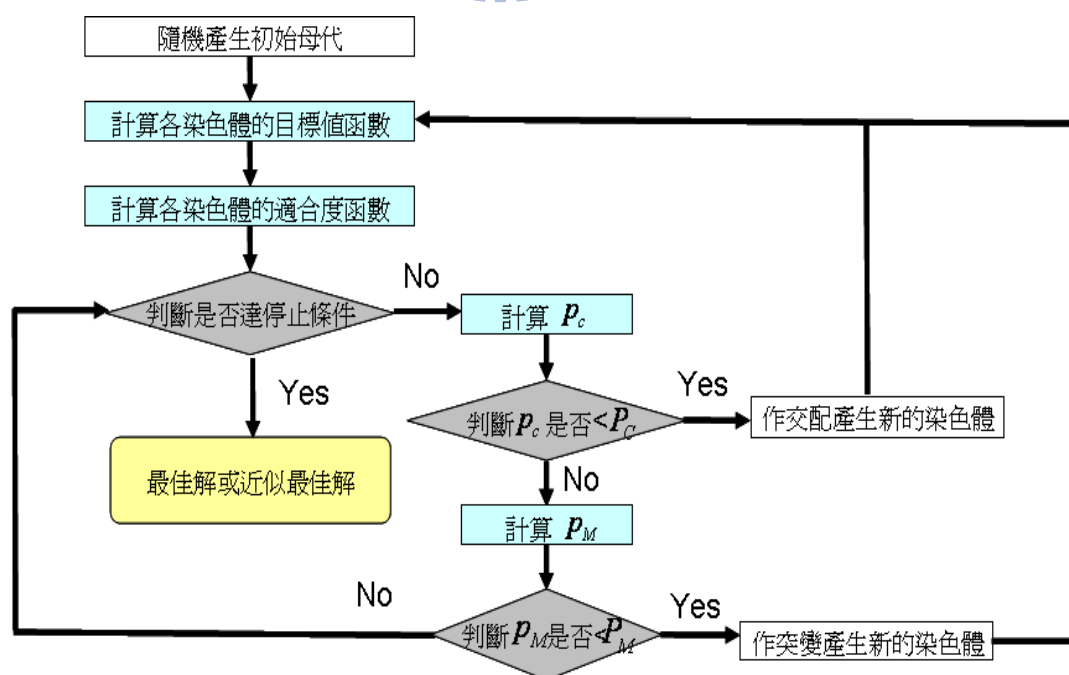 隨機產生初始母代
計算各染色體的目標值函數
計算各染色體的適合度函數
No
判斷是否達停止條件
計算 pc
Yes
Yes
判斷pc是否<PC
作交配產生新的染色體
最佳解或近似最佳解
No
計算 pM
No
Yes
判斷pM是否<PM
作突變產生新的染色體